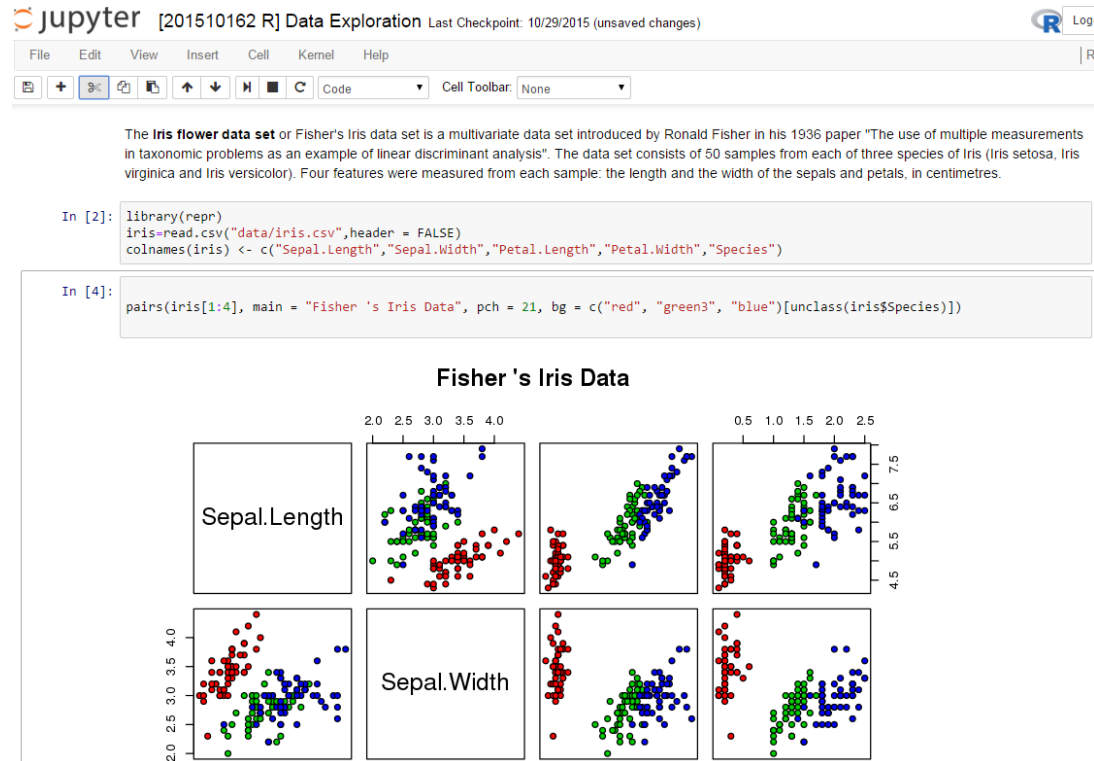 jupyter [201510162 R] Data Exploration Last Checkpoint: 10/29/2015 (unsaved changes)
R
File Edit View Insert Cell Kernel Help
Code Cell Toolbar: None
The Iris flower data set or Fisher's Iris data set is a multivariate data set introduced by Ronald Fisher in his 1936 paper "The use of multiple measurements
in taxonomic problems as an example of linear discriminant analysis". The data set consists of 50 samples from each of three species of Iris (Iris setosa, Iris
virginica and Iris versicolor). Four features were measured from each sample: the length and the width of the sepals and petals, in centimetres.
In [2]: library(repr)
iris=read.csv("data/iris.csv",header = FALSE)
colnames(iris) <- c("Sepal.Length","Sepal.Width","Petal.Length","Petal.Width","Species")
In [4]:
pairs(iris[1:4], main = "Fisher 's Iris Data", pch = 21, bg = c("red", "green3", "blue")[unclass(iris$Species)])
Fisher 's Iris Data
2.0 2.5 3.0 3.5 4.0
0.5 1.0 1.5 2.0 2.5
Sepal.Length
7.5
6.5
5.5
4.5
4.0
3.5
3.0
2.5
2.0
Sepal.Width